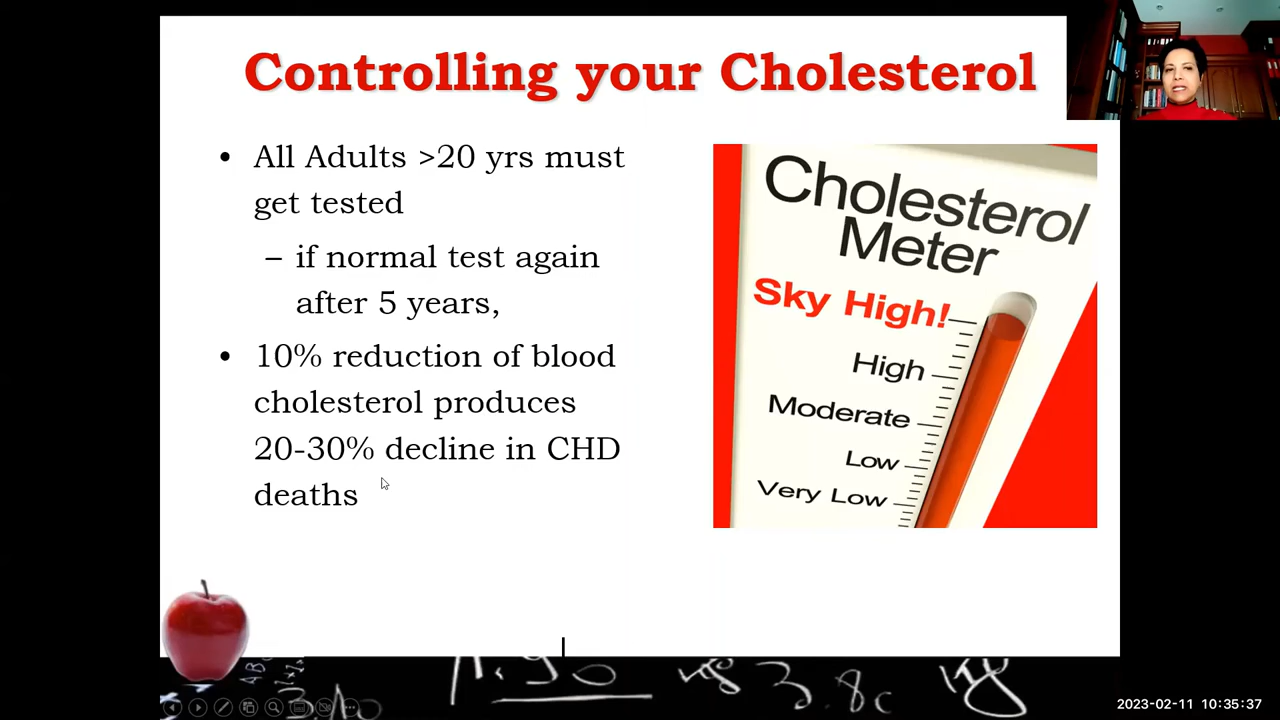 Controlling your Cholesterol
• All Adults >20 yrs must
get tested
– if normal test again
after 5 years,
• 10% reduction of blood
cholesterol produces
20-30% decline in CHD
deaths
Cholesterol
Meter
Sky High!
High
Moderate
Low
Very Low
2023-02-11 10:35:37